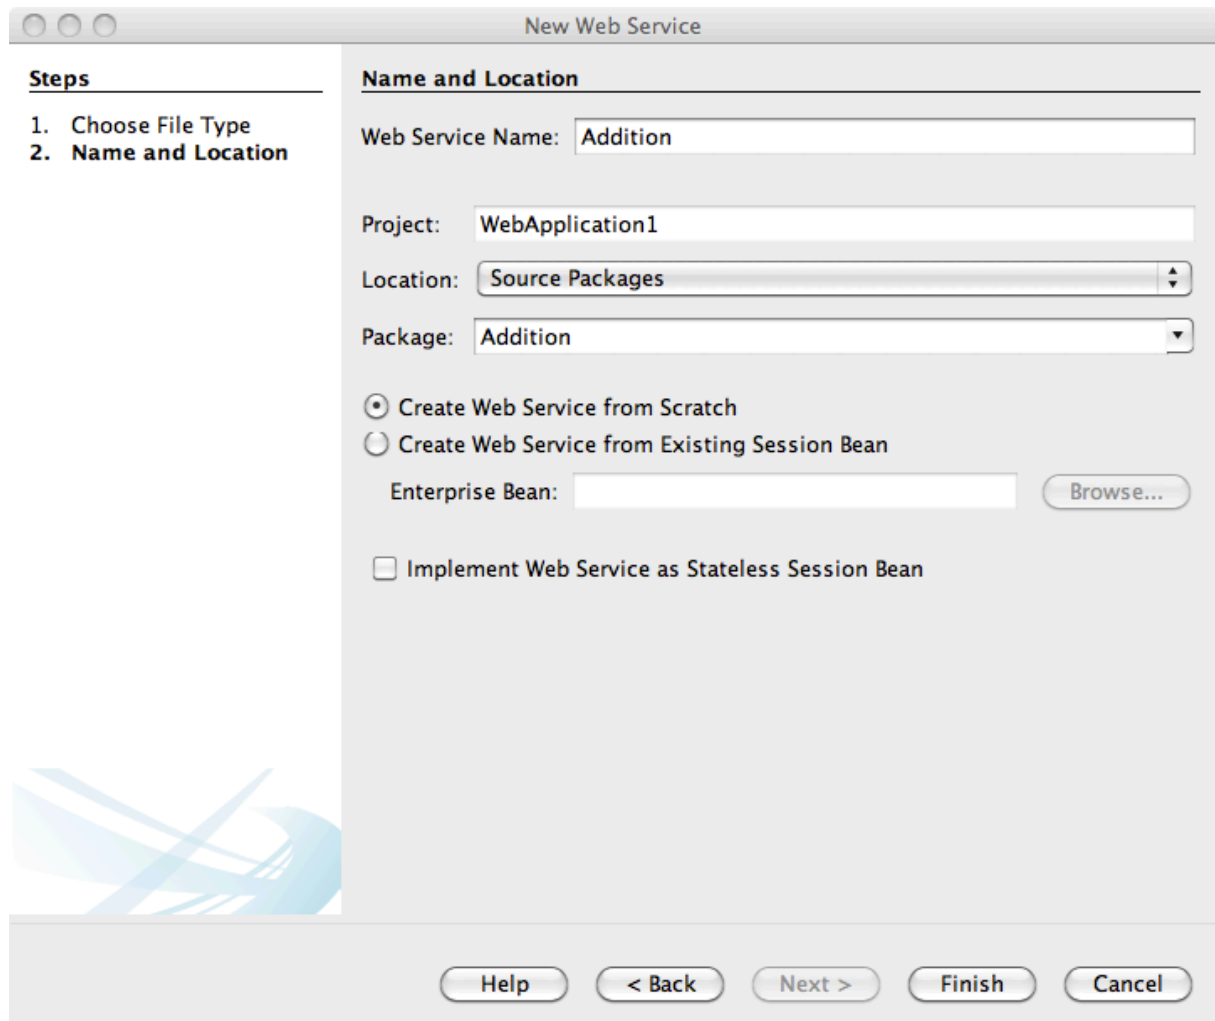 New Web Service
Steps
1. Choose File Type
2. Name and Location
Name and Location
Web Service Name: Addition
Project: WebApplication1
Location: Source Packages
Package: Addition
Create Web Service from Scratch
Create Web Service from Existing Session Bean
Enterprise Bean: Browse...
Implement Web Service as Stateless Session Bean
Help < Back Next > Finish Cancel